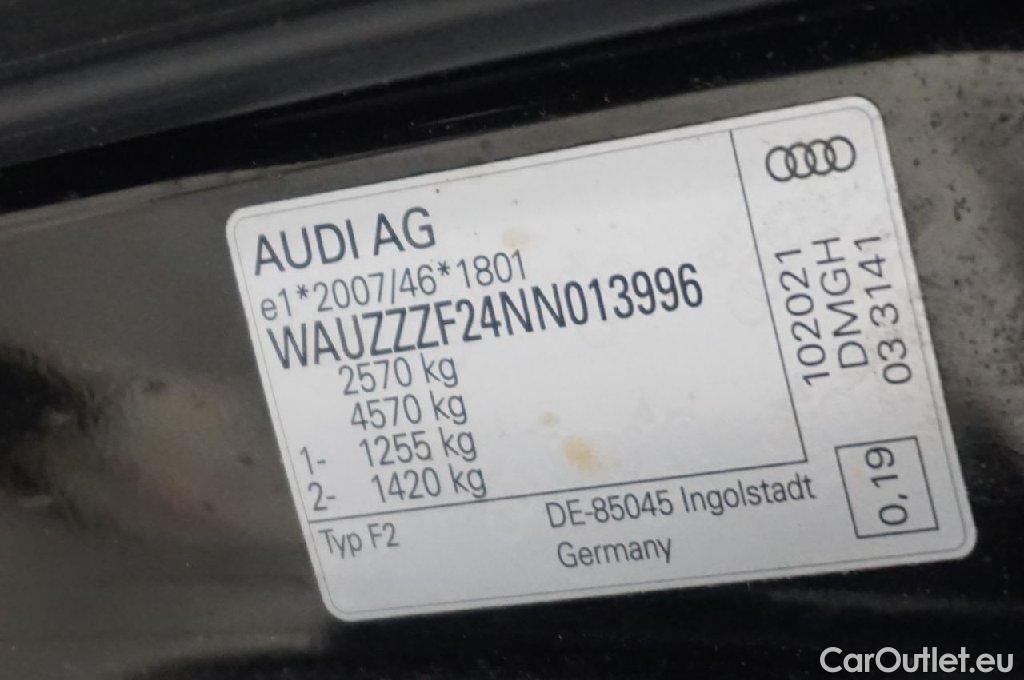 AUDI AG
e1*2007/46*1801
WAUZZZF24NN013996
2570 kg
4570 kg
1- 1255 kg
2- 1420 kg
Typ F2
DE-85045 Ingolstadt
Germany
102021
DMGH
03 3141
0,19
CarOutlet.eu